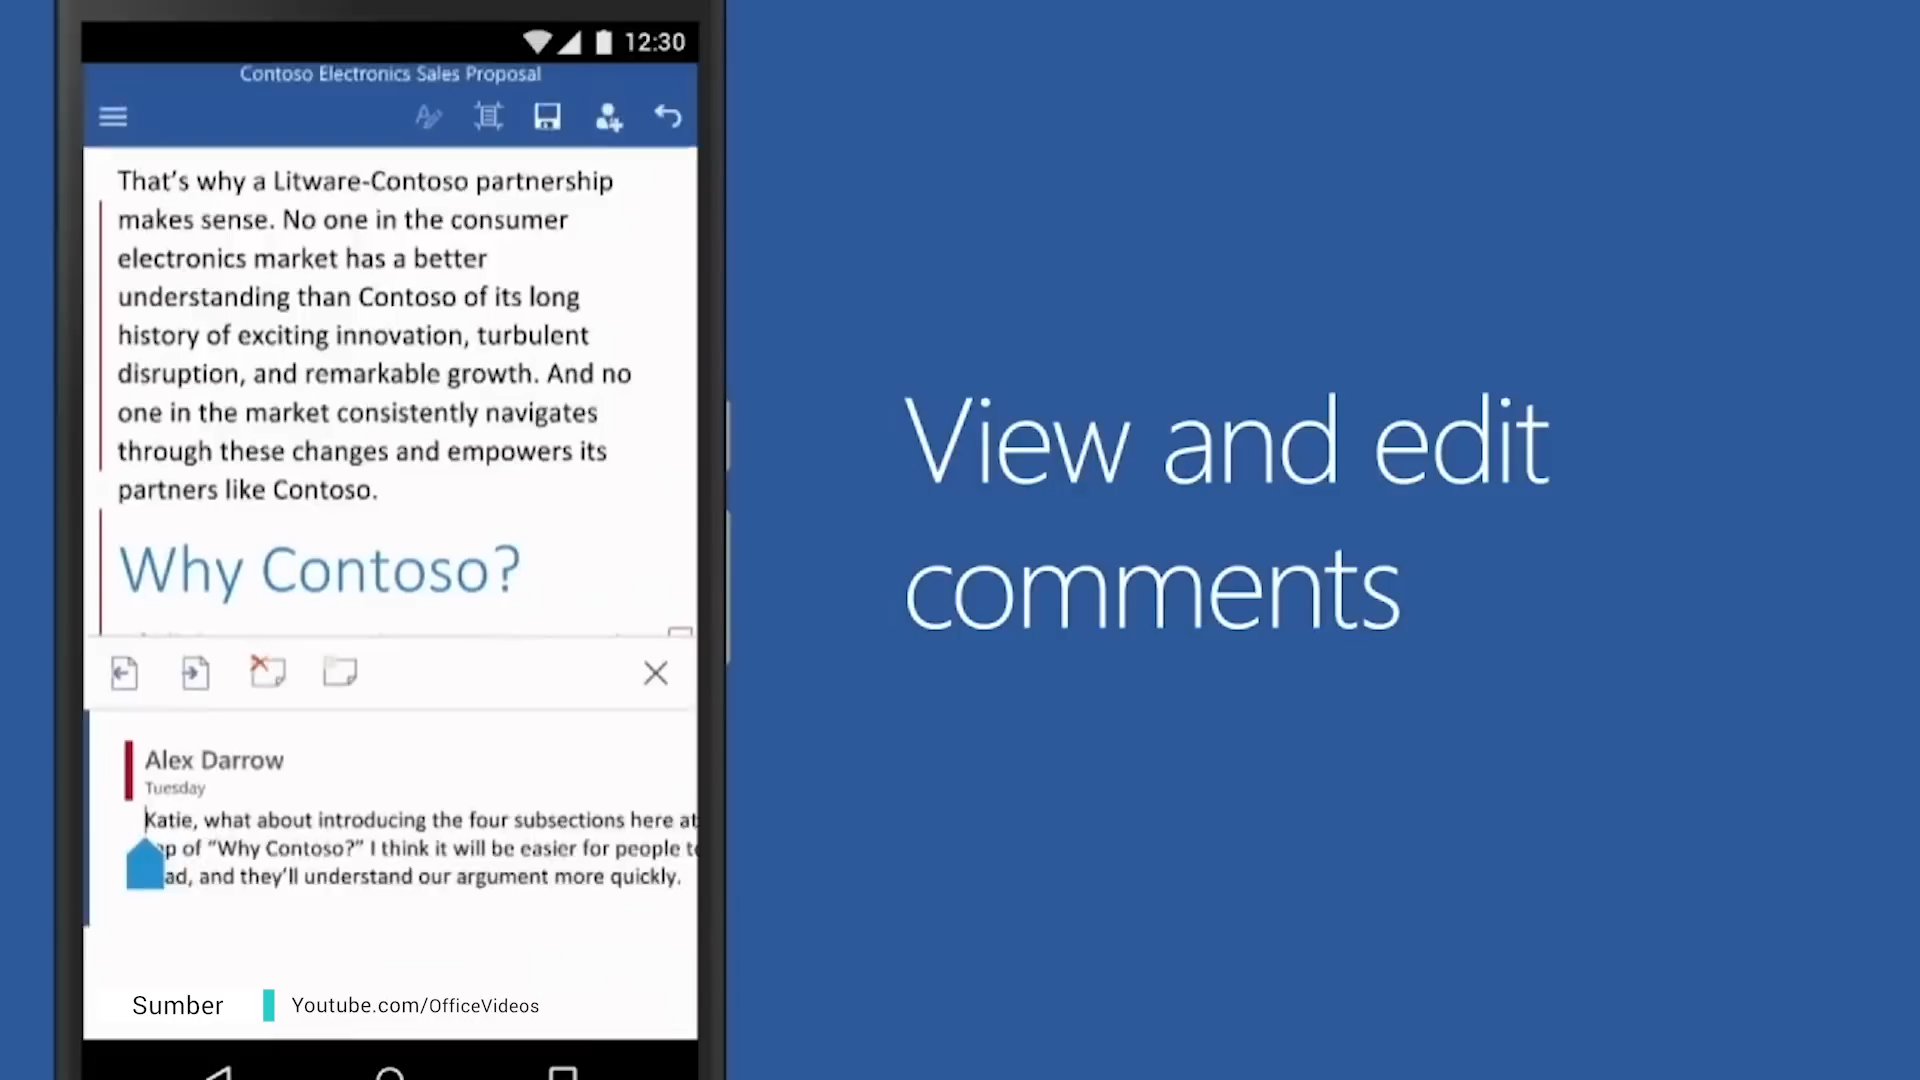 12:30
Contoso Electronics Sales Proposal
That's why a Litware-Contoso partnership
makes sense. No one in the consumer
electronics market has a better
understanding than Contoso of its long
history of exciting innovation, turbulent
disruption, and remarkable growth. And no
one in the market consistently navigates
through these changes and empowers its
partners like Contoso.
Why Contoso?
Alex Darrow
Tuesday
Katie, what about introducing the four subsections here at
of “Why Contoso?” I think it will be easier for people
and they'll understand our argument more quickly.
Sumber
Youtube.com/OfficeVideos
View and edit
comments